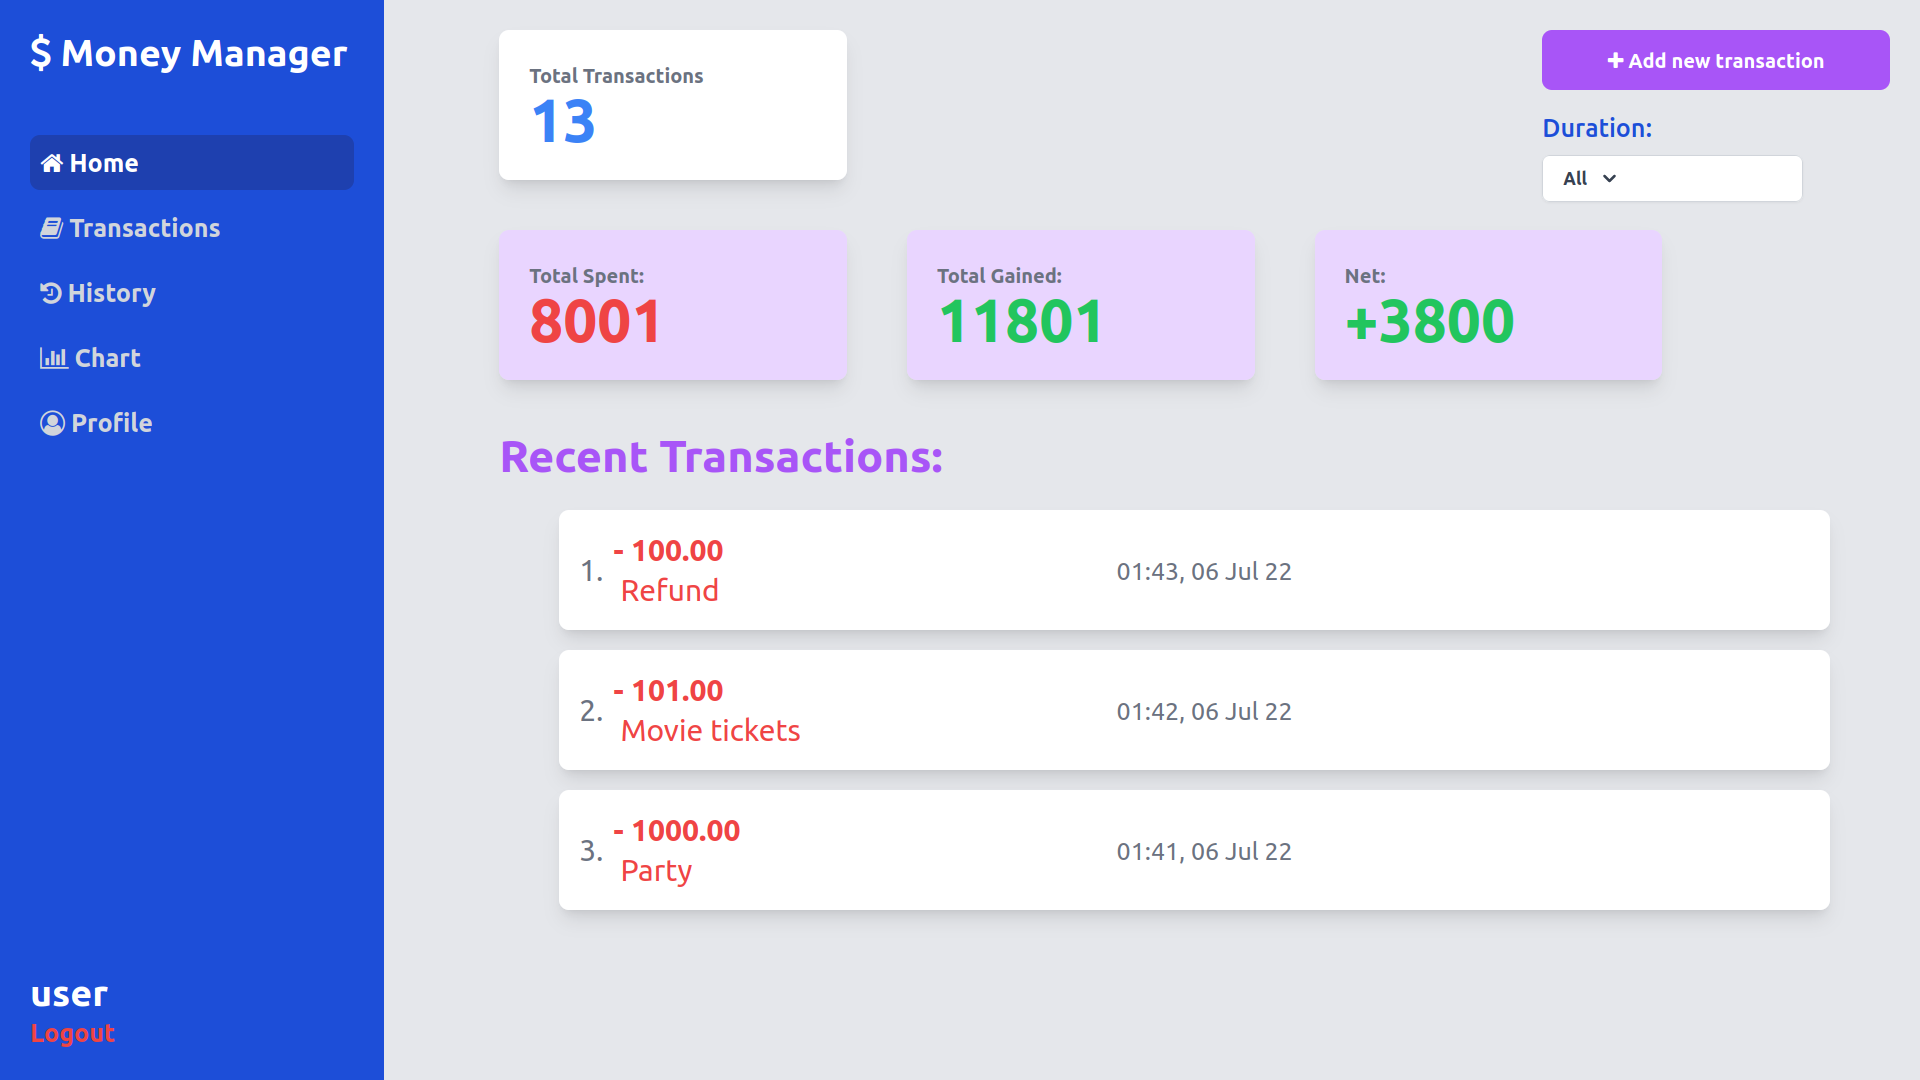 $ Money Manager
Home
Transactions
History
Chart
Profile
user
Logout
Total Transactions
13
Add new transaction
Duration:
All
Total Spent:
8001
Total Gained:
11801
Net:
+3800
Recent Transactions:
1.
- 100.00
Refund
01:43, 06 Jul 22
2.
- 101.00
Movie tickets
01:42, 06 Jul 22
3.
- 1000.00
Party
01:41, 06 Jul 22